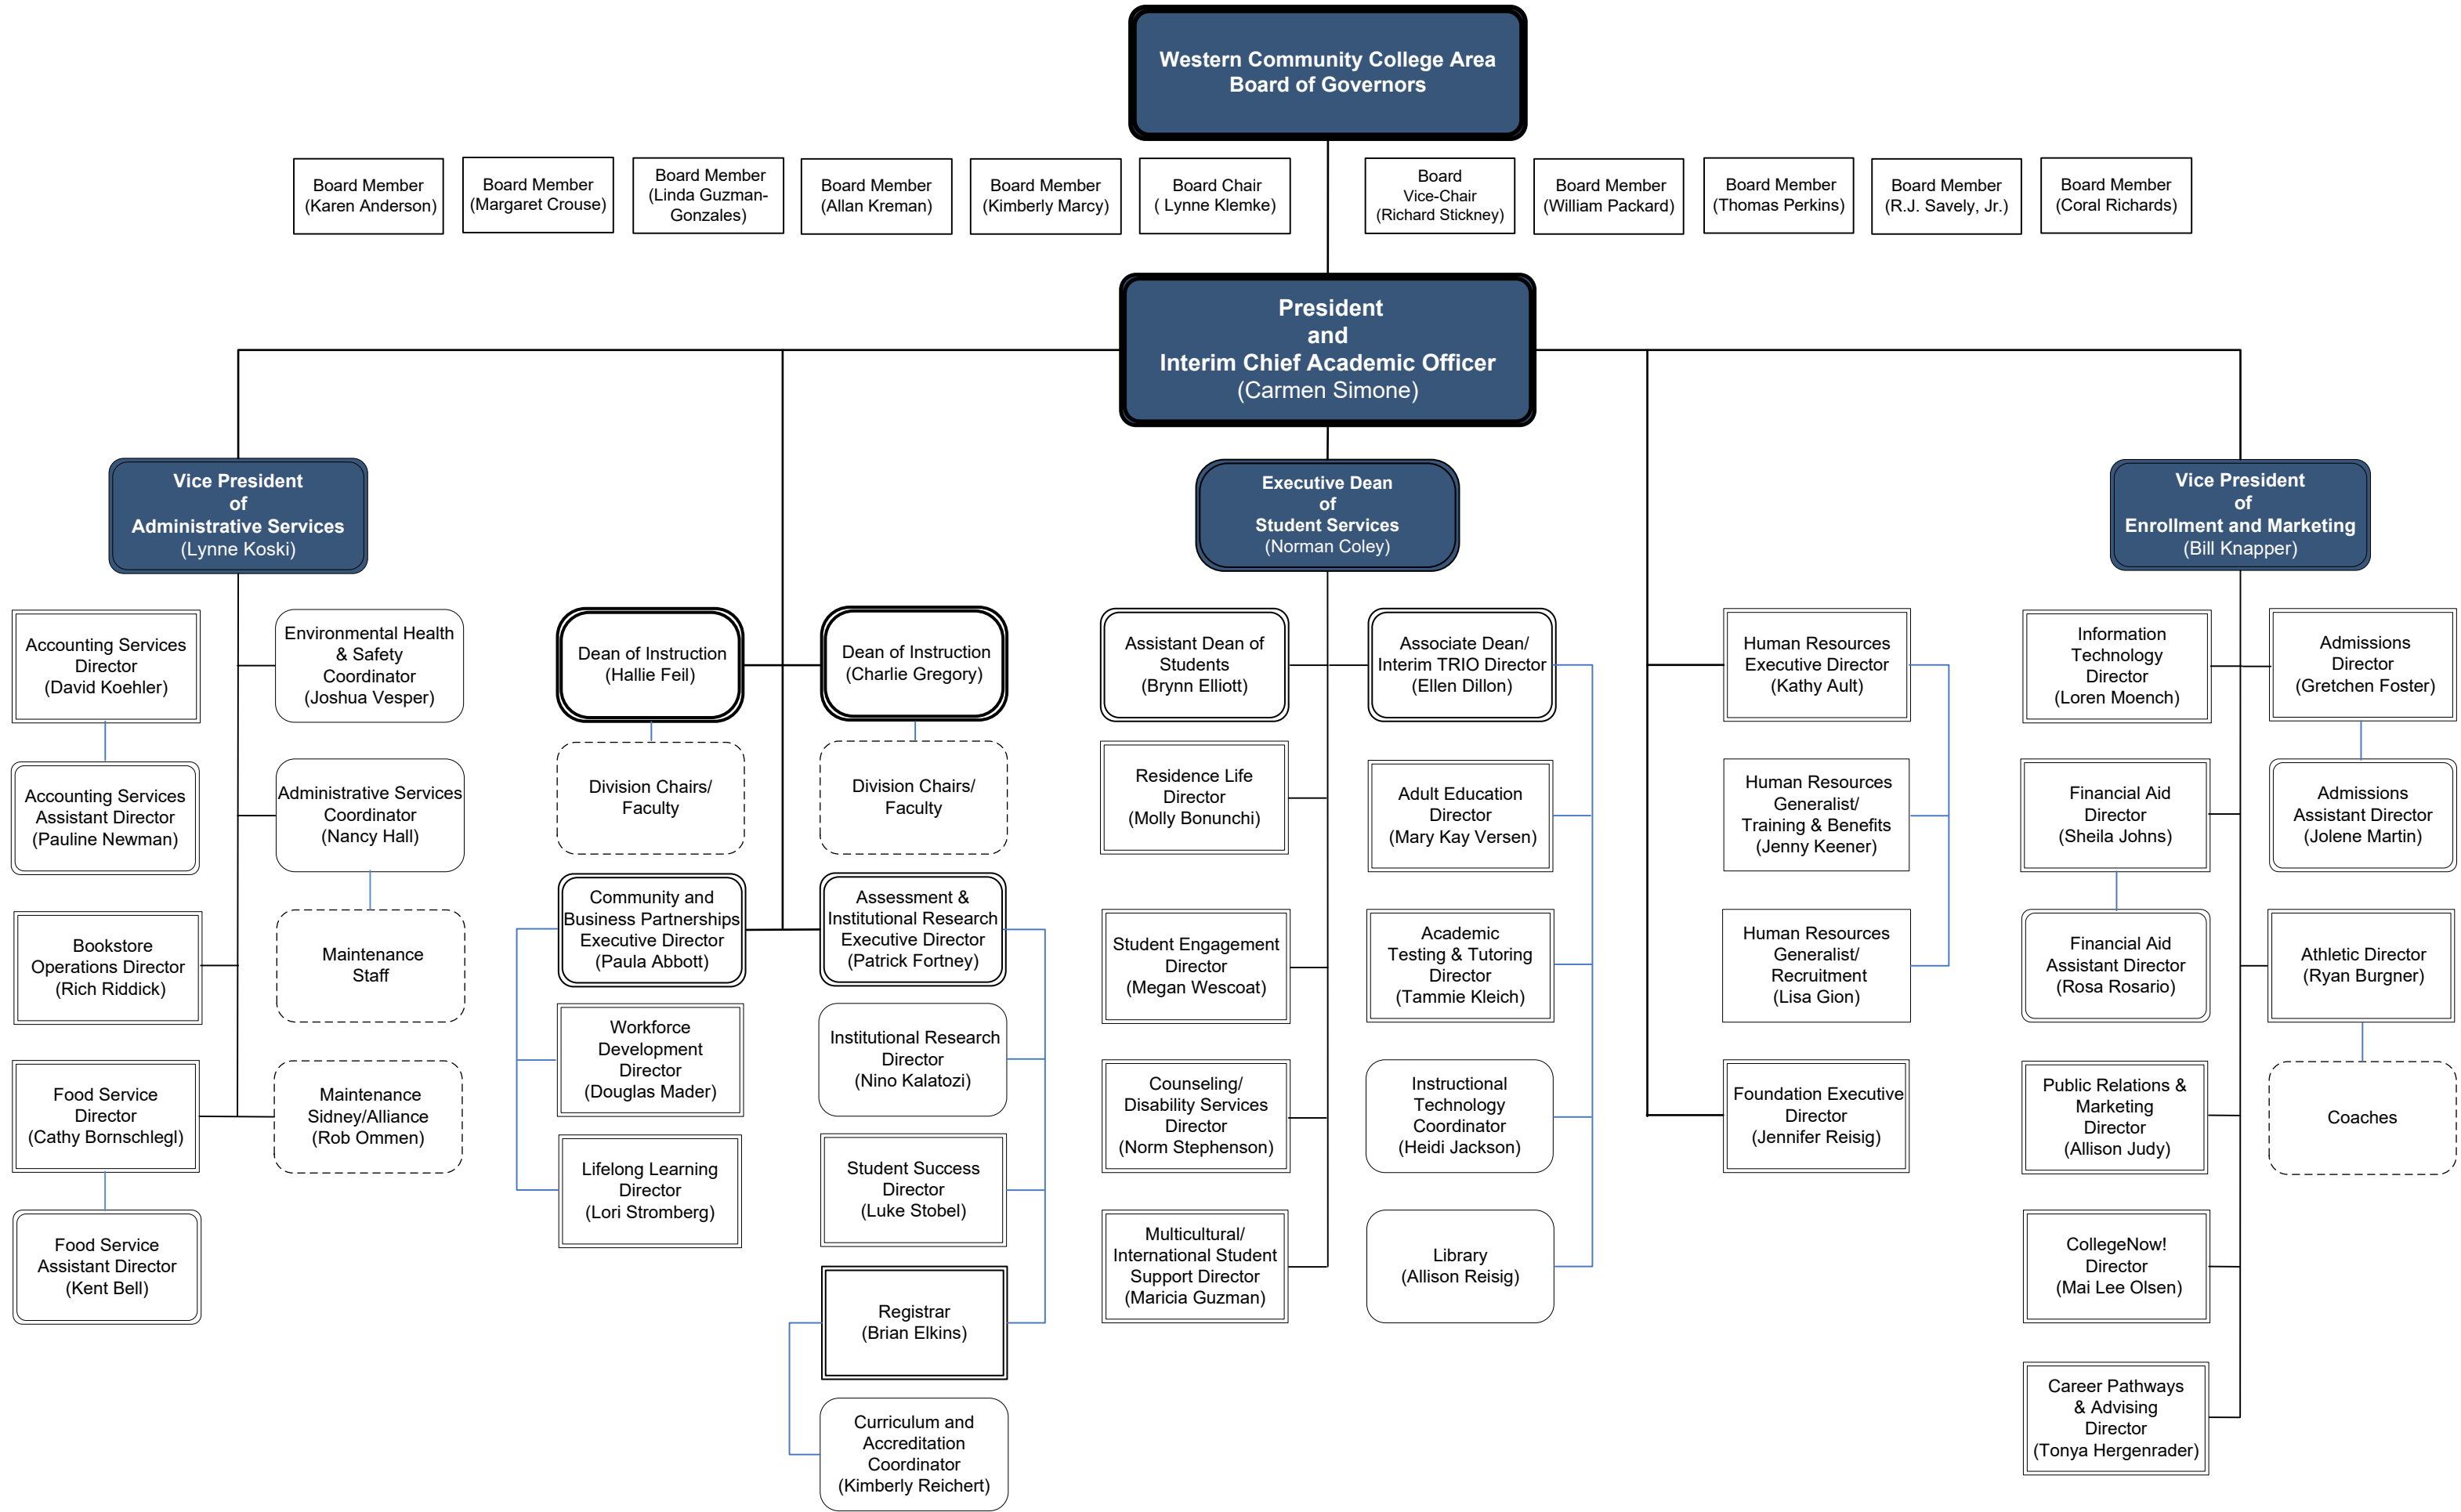 Western Community College Area
Board of Governors
Board Member
(Karen Anderson)
Board Member
(Margaret Crouse)
Board Member
(Linda Guzman-
Gonzales)
Board Member
(Allan Kreman)
Board Member
(Kimberly Marcy)
Board Chair
( Lynne Klemke)
Board
Vice-Chair
(Richard Stickney)
Board Member
(William Packard)
Board Member
(Thomas Perkins)
Board Member
(R.J. Savely, Jr.)
Board Member
(Coral Richards)
President
and
Interim Chief Academic Officer
(Carmen Simone)
Vice President
of
Administrative Services
(Lynne Koski)
Executive Dean
of
Student Services
(Norman Coley)
Vice President
of
Enrollment and Marketing
(Bill Knapper)
Accounting Services
Director
(David Koehler)
Environmental Health
& Safety
Coordinator
(Joshua Vesper)
Accounting Services
Assistant Director
(Pauline Newman)
Administrative Services
Coordinator
(Nancy Hall)
Bookstore
Operations Director
(Rich Riddick)
Maintenance
Staff
Food Service
Director
(Cathy Bornschlegl)
Maintenance
Sidney/Alliance
(Rob Ommen)
Food Service
Assistant Director
(Kent Bell)
Dean of Instruction
(Hallie Feil)
Dean of Instruction
(Charlie Gregory)
Division Chairs/
Faculty
Division Chairs/
Faculty
Community and
Business Partnerships
Executive Director
(Paula Abbott)
Assessment &
Institutional Research
Executive Director
(Patrick Fortney)
Workforce
Development
Director
(Douglas Mader)
Institutional Research
Director
(Nino Kalatozi)
Lifelong Learning
Director
(Lori Stromberg)
Student Success
Director
(Luke Stobel)
Registrar
(Brian Elkins)
Curriculum and
Accreditation
Coordinator
(Kimberly Reichert)
Assistant Dean of
Students
(Brynn Elliott)
Associate Dean/
Interim TRIO Director
(Ellen Dillon)
Residence Life
Director
(Molly Bonunchi)
Adult Education
Director
(Mary Kay Versen)
Student Engagement
Director
(Megan Wescoat)
Academic
Testing & Tutoring
Director
(Tammie Kleich)
Counseling/
Disability Services
Director
(Norm Stephenson)
Instructional
Technology
Coordinator
(Heidi Jackson)
Multicultural/
International Student
Support Director
(Maricia Guzman)
Library
(Allison Reisig)
Human Resources
Executive Director
(Kathy Ault)
Human Resources
Generalist/
Training & Benefits
(Jenny Keener)
Human Resources
Generalist/
Recruitment
(Lisa Gion)
Foundation Executive
Director
(Jennifer Reisig)
Information
Technology
Director
(Loren Moench)
Admissions
Director
(Gretchen Foster)
Financial Aid
Director
(Sheila Johns)
Admissions
Assistant Director
(Jolene Martin)
Financial Aid
Assistant Director
(Rosa Rosario)
Athletic Director
(Ryan Burgner)
Public Relations &
Marketing
Director
(Allison Judy)
Coaches
CollegeNow!
Director
(Mai Lee Olsen)
Career Pathways
& Advising
Director
(Tonya Hergenrader)